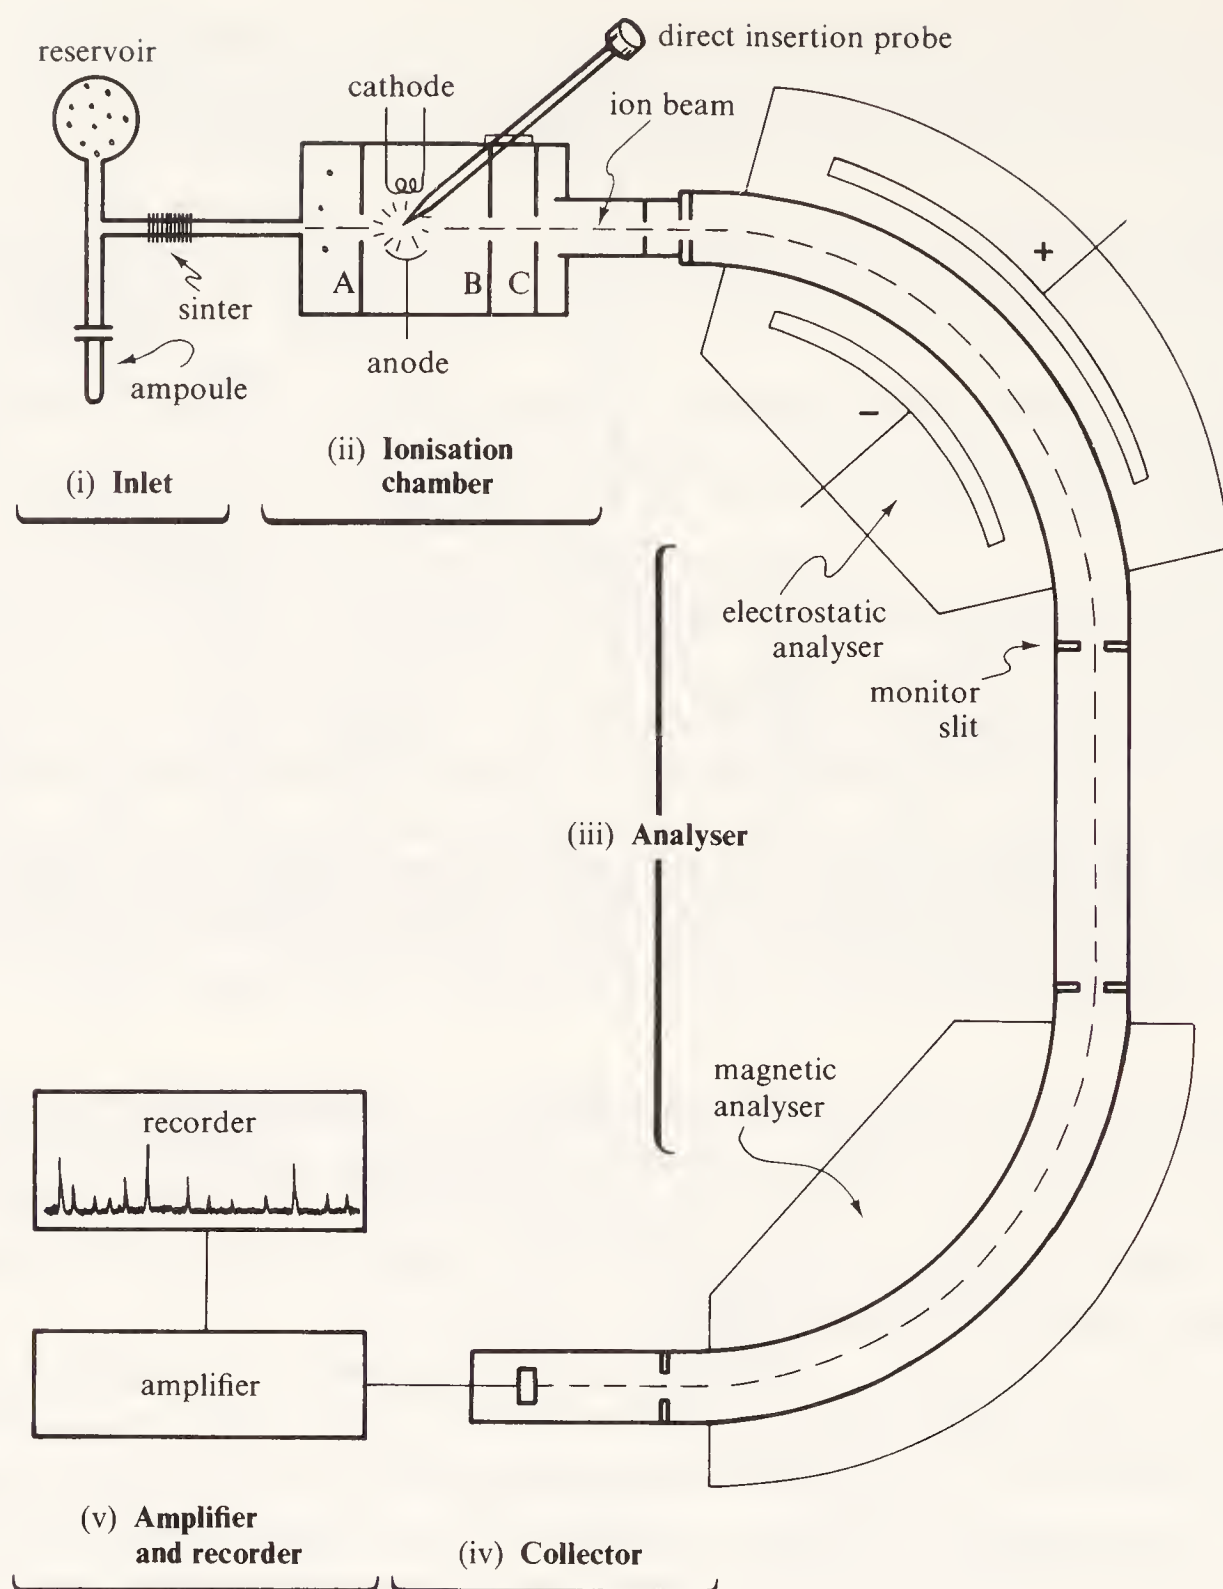 reservoir
direct insertion probe
cathode
ion beam
+
A
B
C
sinter
anode
ampoule
−
(ii) Ionisation
chamber
(i) Inlet
electrostatic
analyser
monitor
slit
(iii) Analyser
magnetic
analyser
recorder
amplifier
(v) Amplifier
and recorder
(iv) Collector